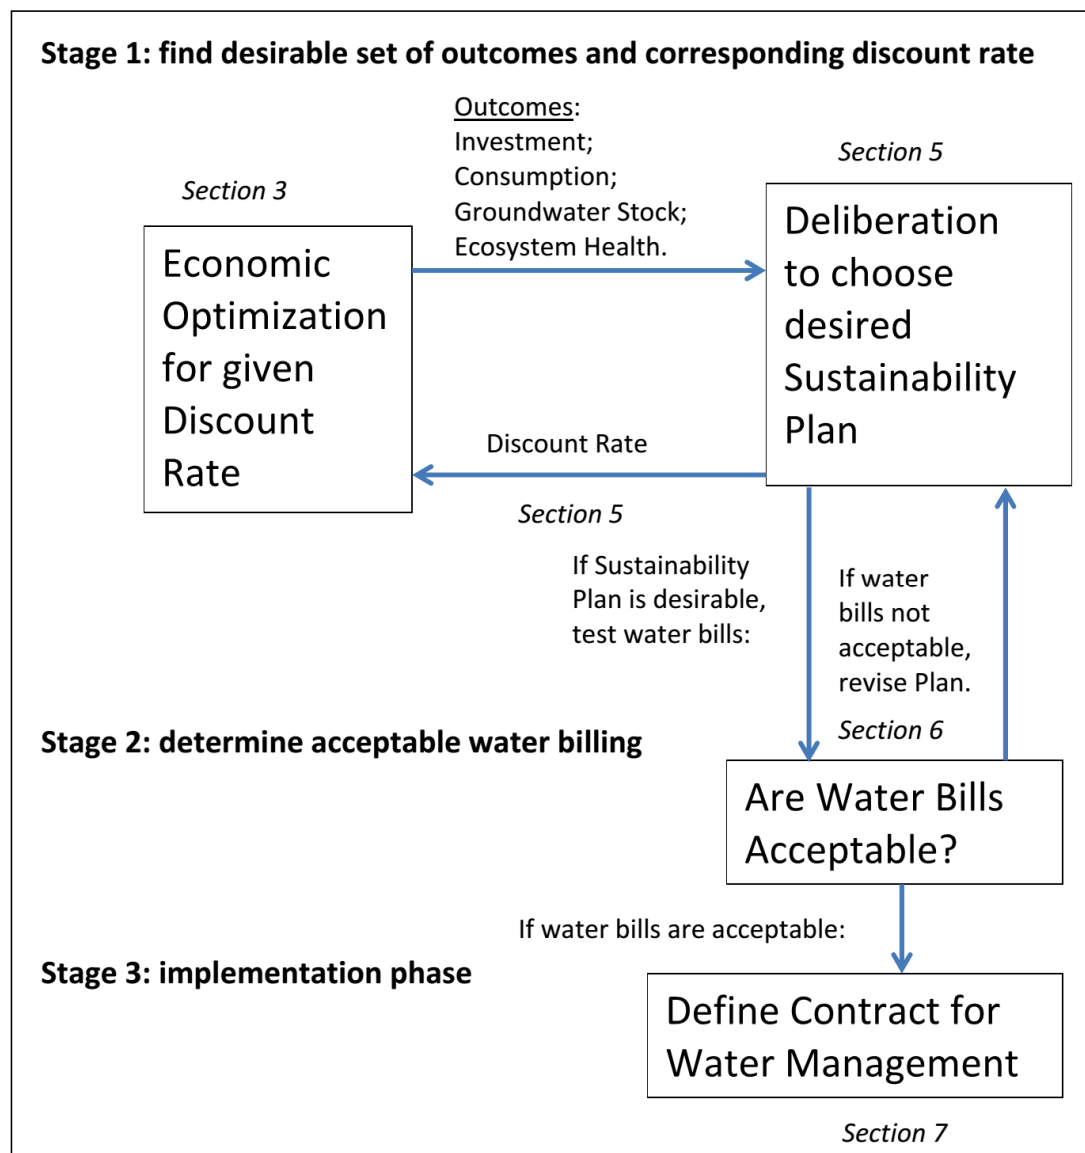 Stage 1: find desirable set of outcomes and corresponding discount rate
Outcomes:
Investment;
Consumption;
Groundwater Stock;
Ecosystem Health.
Section 5
Section 3
Economic
Optimization
for given
Discount
Rate
Deliberation
to choose
desired
Sustainability
Plan
Discount Rate
Section 5
If Sustainability
Plan is desirable,
test water bills:
If water
bills not
acceptable,
revise Plan.
Section 6
Stage 2: determine acceptable water billing
Are Water Bills
Acceptable?
If water bills are acceptable:
Stage 3: implementation phase
Define Contract for
Water Management
Section 7